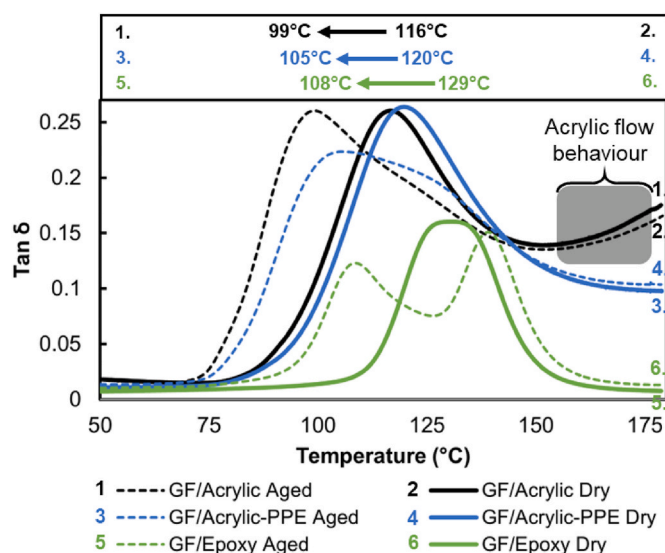 1. 99°C 116°C 2.
3. 105°C 120°C 4.
5. 108°C 129°C 6.
0.25
0.2
0.15
0.1
0.05
0
Tan δ
Acrylic flow
behaviour
1.
2.
4.
3.
6.
5.
50 75 100 125 150 175
Temperature (°C)
1 GF/Acrylic Aged 2 GF/Acrylic Dry
3 GF/Acrylic-PPE Aged 4 GF/Acrylic-PPE Dry
5 GF/Epoxy Aged 6 GF/Epoxy Dry